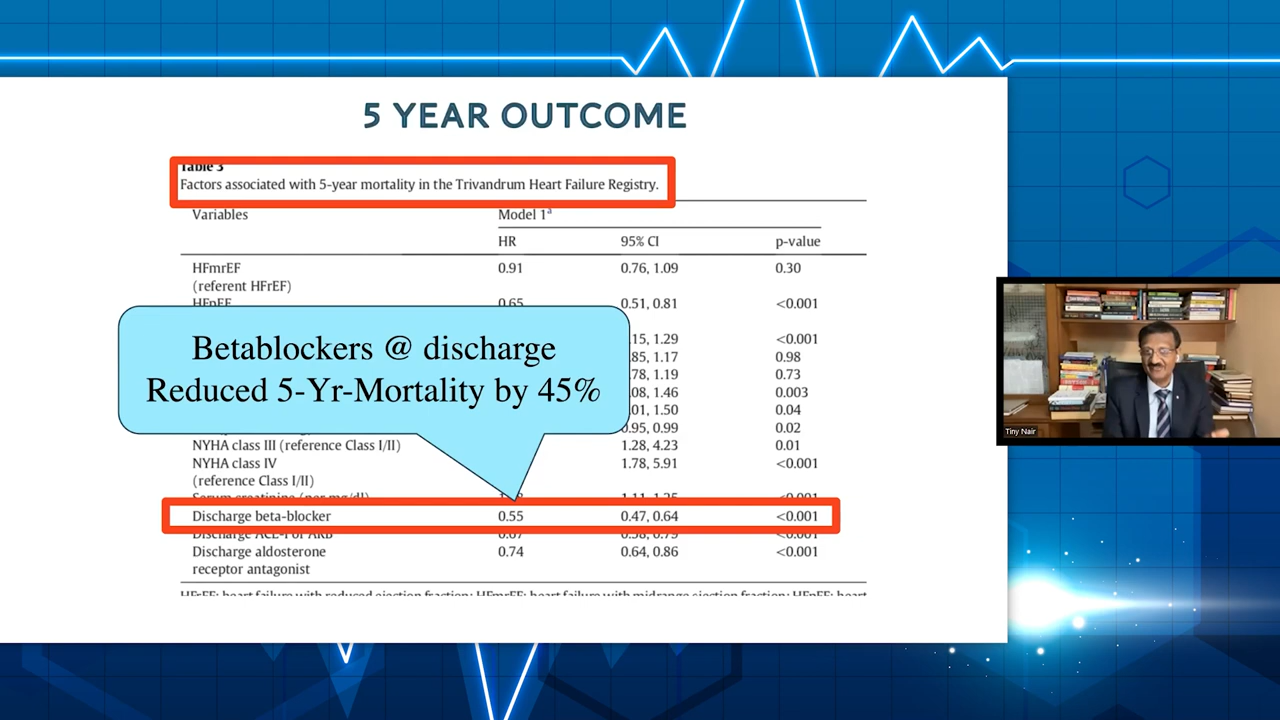 5 YEAR OUTCOME
Table 3
Factors associated with 5-year mortality in the Trivandrum Heart Failure Registry.
Variables Model 1a
HR 95% CI p-value
HFmrEF 0.91 0.76, 1.09 0.30
(referent HFrEF)
HFpEF 0.65 0.51, 0.81 <0.001
Betablockers @ discharge
Reduced 5-Yr-Mortality by 45%
.15, 1.29 <0.001
.85, 1.17 0.98
.78, 1.19 0.73
.08, 1.46 0.003
.01, 1.50 0.04
0.95, 0.99 0.02
NYHA class III (reference Class I/II) 1.28, 4.23 0.01
NYHA class IV 1.78, 5.91 <0.001
(reference Class I/II)
Serum creatinine (per mg/dl) 1.11, 1.25 <0.001
Discharge beta-blocker 0.55 0.47, 0.64 <0.001
Discharge ACE-I or ARB 0.67 0.58, 0.79 <0.001
Discharge aldosterone 0.74 0.64, 0.86 <0.001
receptor antagonist
HFrEF: heart failure with reduced ejection fraction; HFmrEF: heart failure with midrange ejection fraction; HFpEF: heart
Tiny Nair